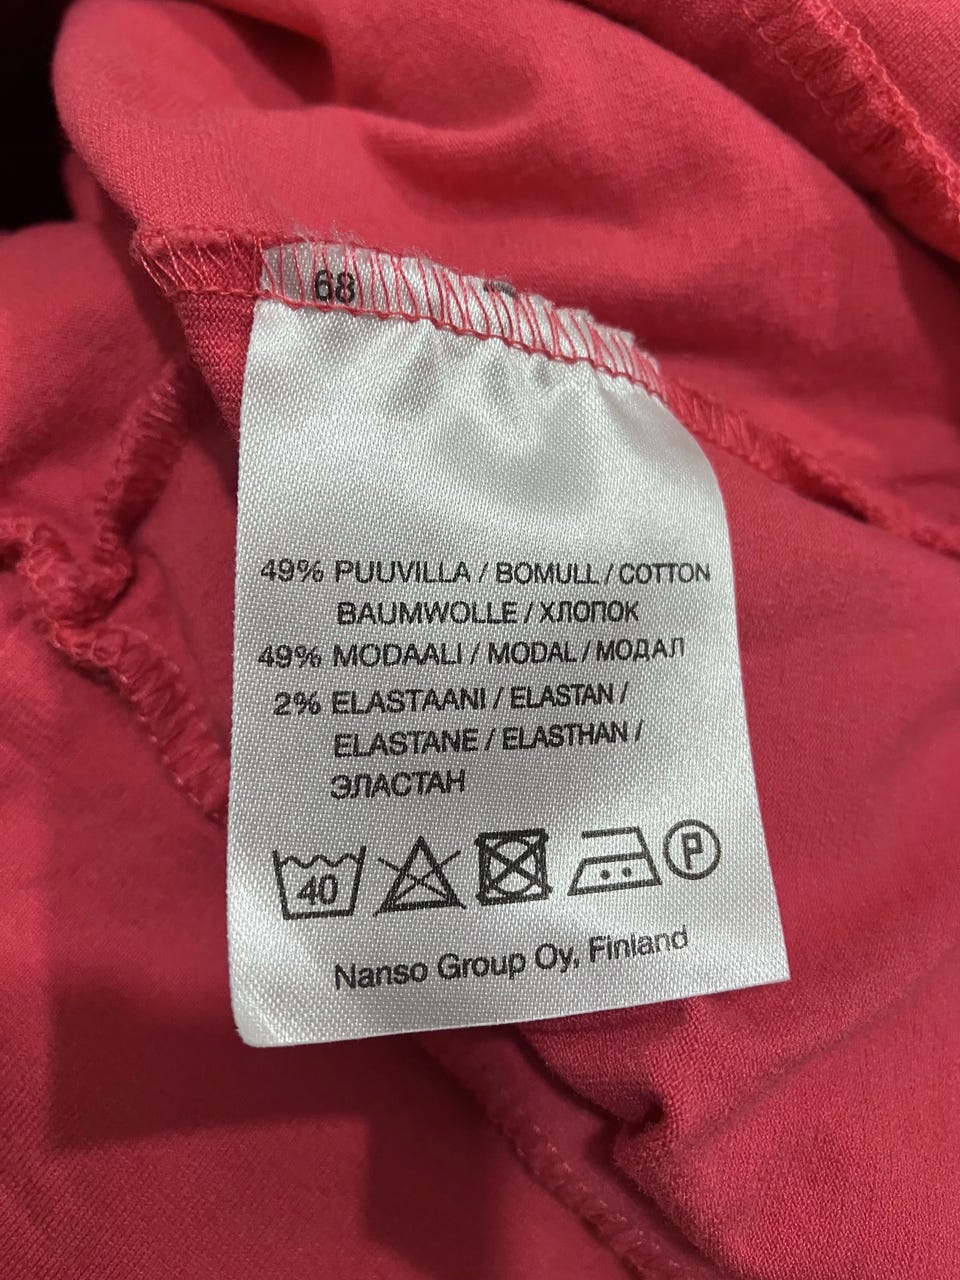 68
49% PUUVILLA / BOMULL / COTTON
BAUMWOLLE / ХЛОПОК
49% MODAALI / MODAL / МОДАЛ
2% ELASTAANI / ELASTAN /
ELASTANE / ELASTHAN /
ЭЛАСТАН
40 P
Nanso Group Oy, Finland